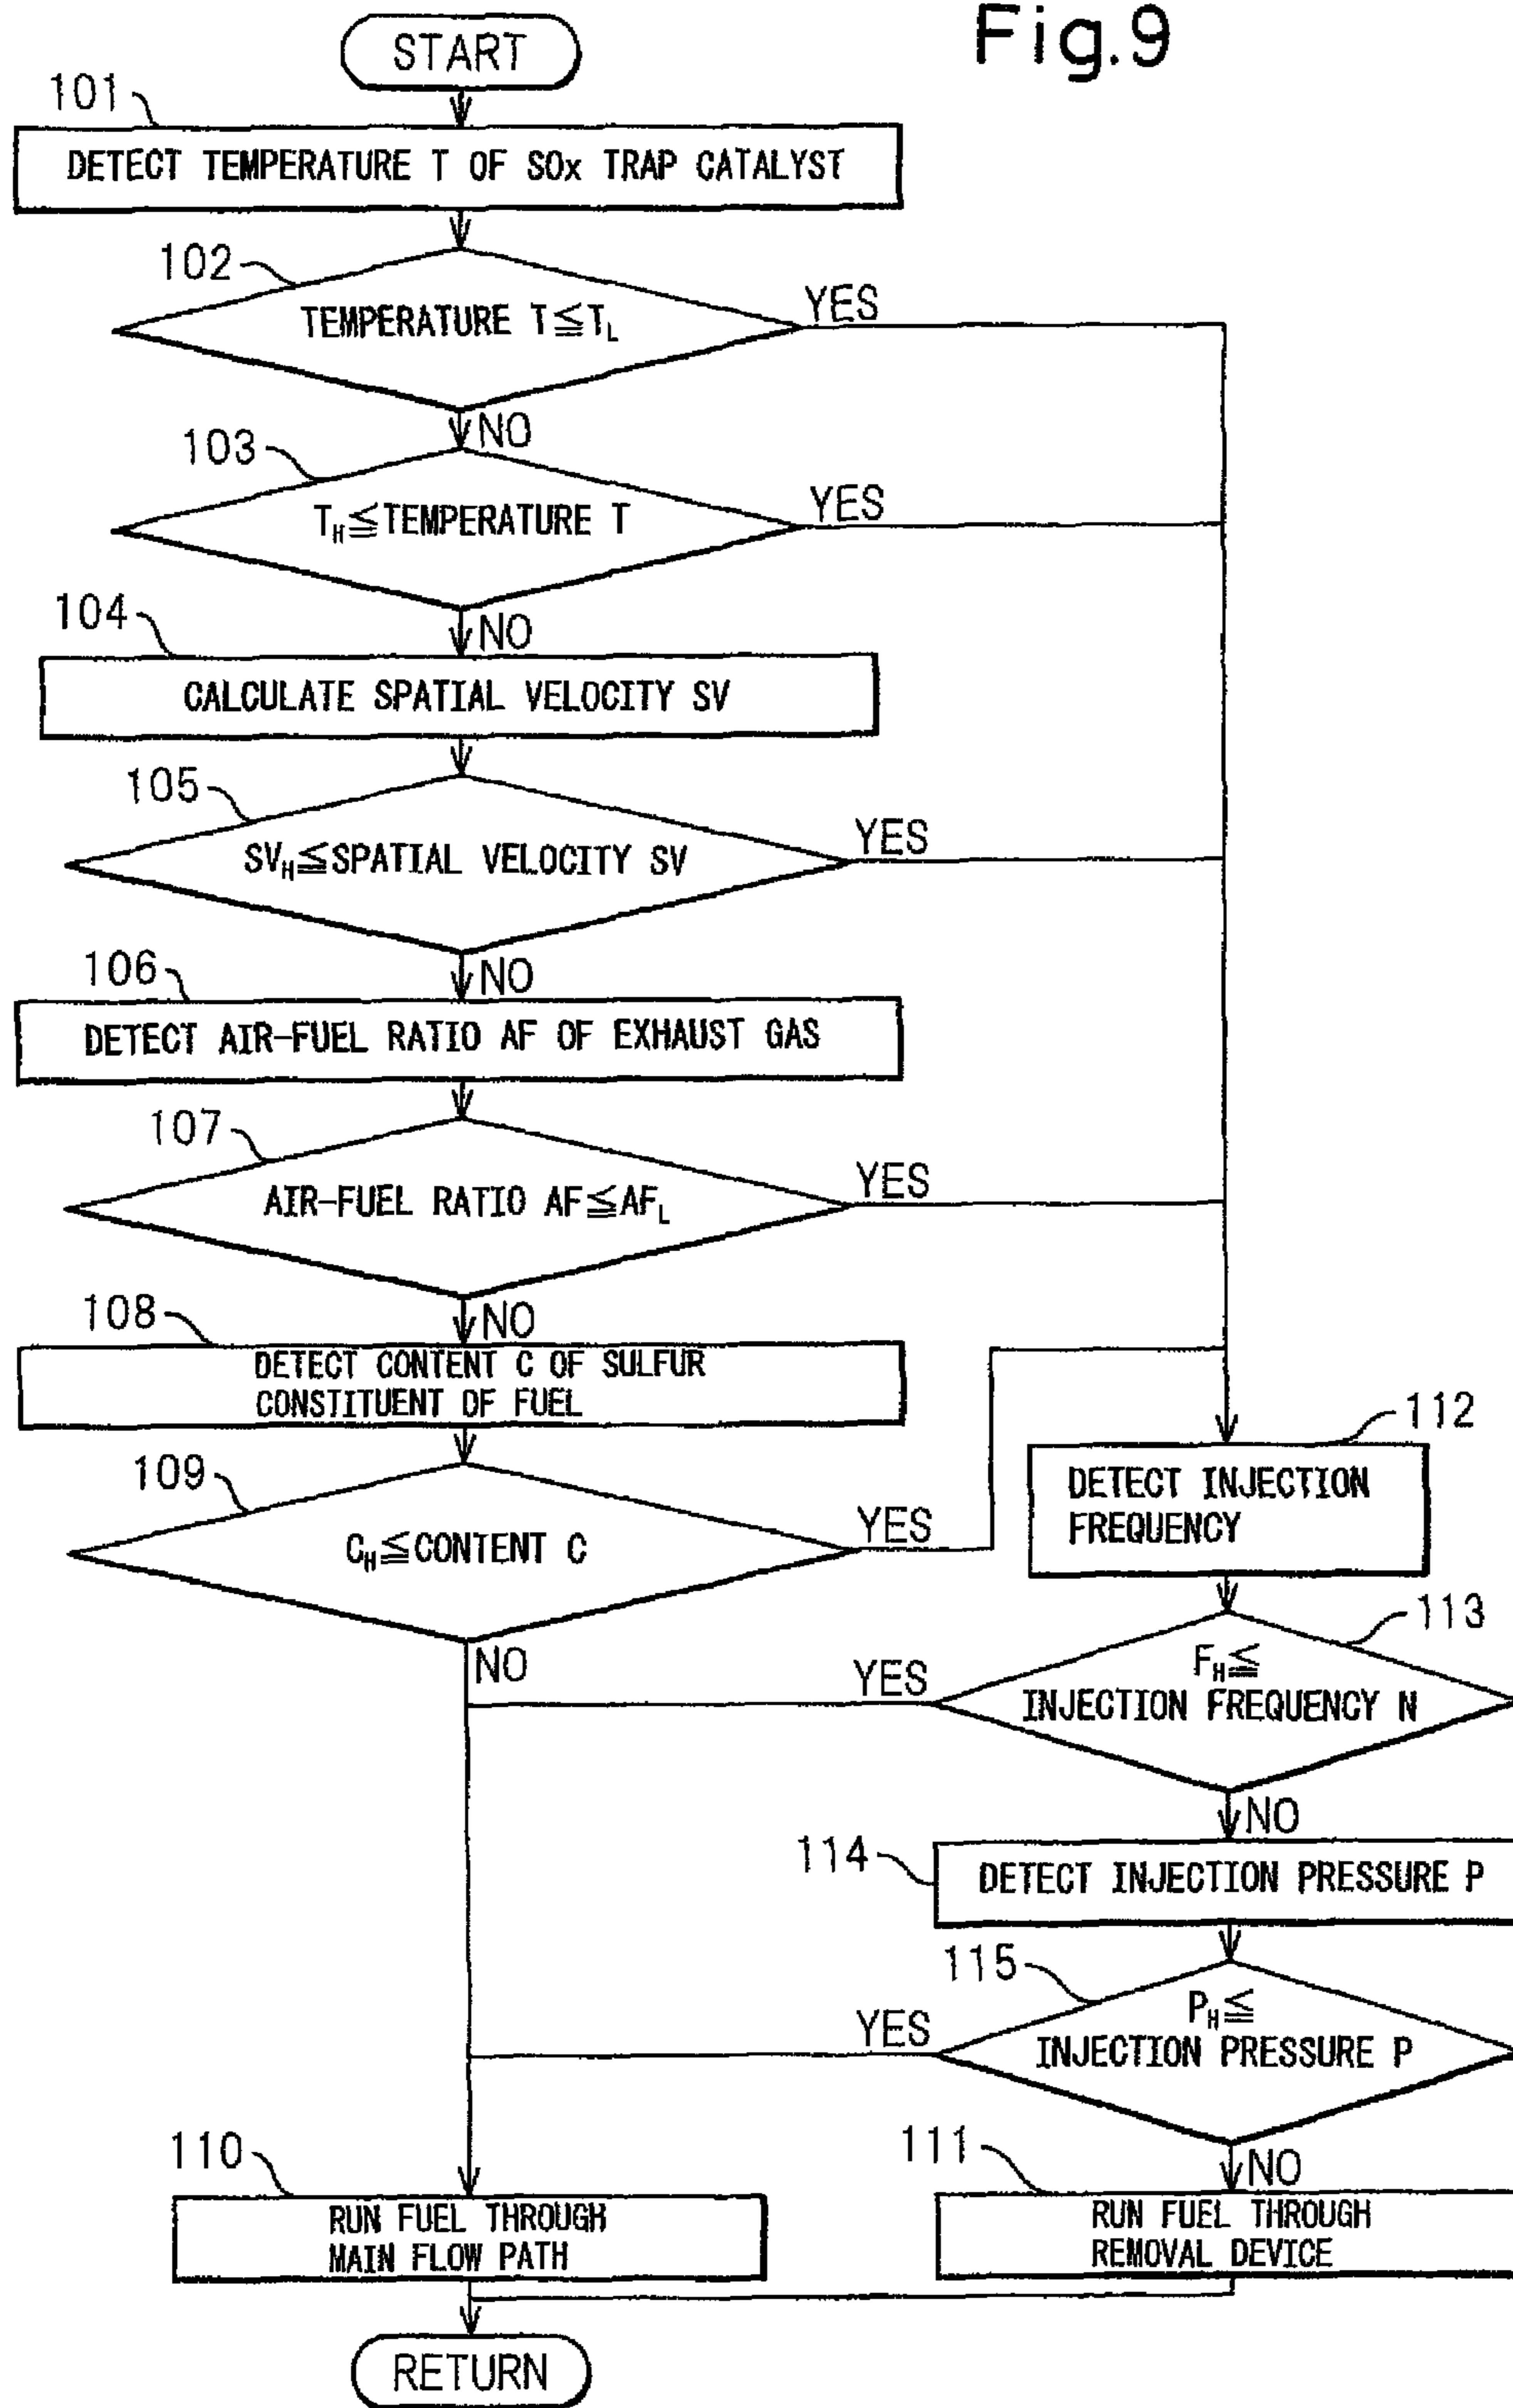 Fig.9
START
101
DETECT TEMPERATURE T OF SOx TRAP CATALYST
102
TEMPERATURE T≦TL
YES
NO
103
TH≦TEMPERATURE T
YES
NO
104
CALCULATE SPATIAL VELOCITY SV
105
SVH≦SPATIAL VELOCITY SV
YES
NO
106
DETECT AIR-FUEL RATIO AF OF EXHAUST GAS
107
AIR-FUEL RATIO AF≦AFL
YES
NO
108
DETECT CONTENT C OF SULFUR
CONSTITUENT OF FUEL
109
CH≦CONTENT C
YES
NO
112
DETECT INJECTION
FREQUENCY
113
FH≦
INJECTION FREQUENCY N
YES
NO
114
DETECT INJECTION PRESSURE P
115
PH≦
INJECTION PRESSURE P
YES
NO
110
RUN FUEL THROUGH
MAIN FLOW PATH
111
RUN FUEL THROUGH
REMOVAL DEVICE
RETURN